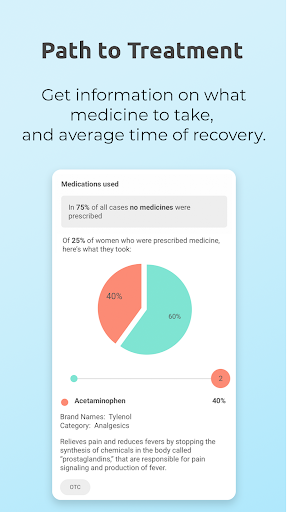 Path to Treatment
Get information on what
medicine to take,
and average time of recovery.
Medications used
In 75% of all cases no medicines were
prescribed
Of 25% of women who were prescribed medicine,
here's what they took:
40%
60%
2
Acetaminophen 40%
Brand Names: Tylenol
Category: Analgesics
Relieves pain and reduces fevers by stopping the
synthesis of chemicals in the body called
"prostaglandins," that are responsible for pain
signaling and production of fever.
OTC